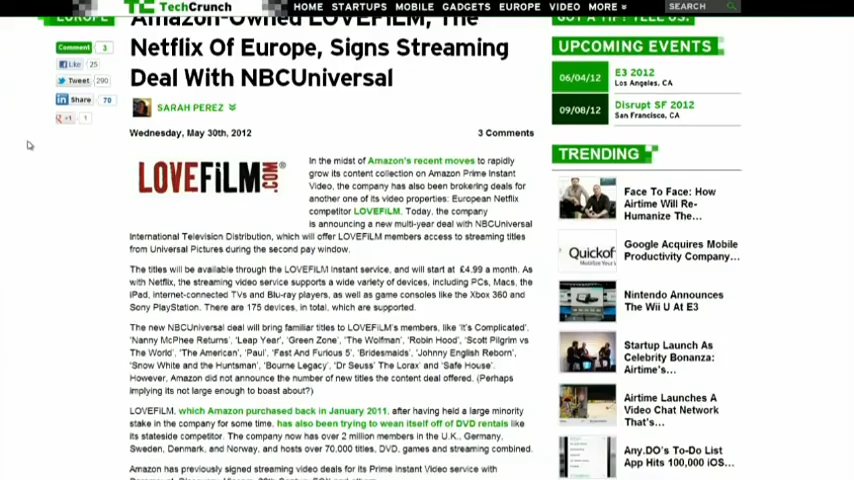 TechCrunch
HOME STARTUPS MOBILE GADGETS EUROPE VIDEO MORE
SEARCH
EUROPE
Amazon-Owned LOVEFiLM, The
Netflix Of Europe, Signs Streaming
Deal With NBCUniversal
Comment 3
Like 25
Tweet 290
Share 70
+1 1
SARAH PEREZ
Wednesday, May 30th, 2012
3 Comments
LOVEFiLM.COM
In the midst of Amazon's recent moves to rapidly
grow its content collection on Amazon Prime Instant
Video, the company has also been brokering deals for
another one of its video properties: European Netflix
competitor LOVEFiLM. Today, the company
is announcing a new multi-year deal with NBCUniversal
International Television Distribution, which will offer LOVEFiLM members access to streaming titles
from Universal Pictures during the second pay window.
The titles will be available through the LOVEFiLM Instant service, and will start at £4.99 a month. As
with Netflix, the streaming video service supports a wide variety of devices, including PCs, Macs, the
iPad, internet-connected TVs and Blu-ray players, as well as game consoles like the Xbox 360 and
Sony PlayStation. There are 175 devices, in total, which are supported.
The new NBCUniversal deal will bring familiar titles to LOVEFiLM's members, like 'It's Complicated',
'Nanny McPhee Returns', 'Leap Year', 'Green Zone', 'The Wolfman', 'Robin Hood', 'Scott Pilgrim vs
The World', 'The American', 'Paul', 'Fast And Furious 5', 'Bridesmaids', 'Johnny English Reborn',
'Snow White and the Huntsman', 'Bourne Legacy', 'Dr Seuss' The Lorax' and 'Safe House'.
However, Amazon did not announce the number of new titles the content deal offered. (Perhaps
implying its not large enough to boast about?)
LOVEFiLM, which Amazon purchased back in January 2011, after having held a large minority
stake in the company for some time, has also been trying to wean itself off of DVD rentals like
its stateside competitor. The company now has over 2 million members in the U.K., Germany,
Sweden, Denmark, and Norway, and hosts over 70,000 titles, DVD, games and streaming combined.
Amazon has previously signed streaming video deals for its Prime Instant Video service with
GOT A TIP? TELL US.
UPCOMING EVENTS
06/04/12
E3 2012
Los Angeles, CA
09/08/12
Disrupt SF 2012
San Francisco, CA
TRENDING
Face To Face: How
Airtime Will Re-
Humanize The...
Quickof
Google Acquires Mobile
Productivity Company...
Nintendo Announces
The Wii U At E3
Startup Launch As
Celebrity Bonanza:
Airtime's...
Airtime Launches A
Video Chat Network
That's...
Any.DO's To-Do List
App Hits 100,000 iOS...